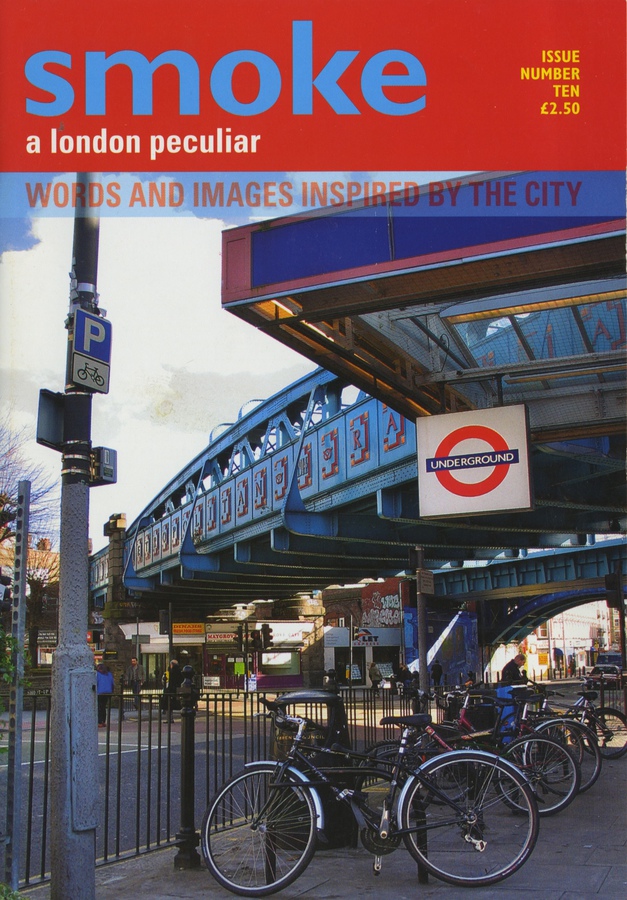 smoke
a london peculiar
ISSUE
NUMBER
TEN
£2.50
WORDS AND IMAGES INSPIRED BY THE CITY
P
UNDERGROUND